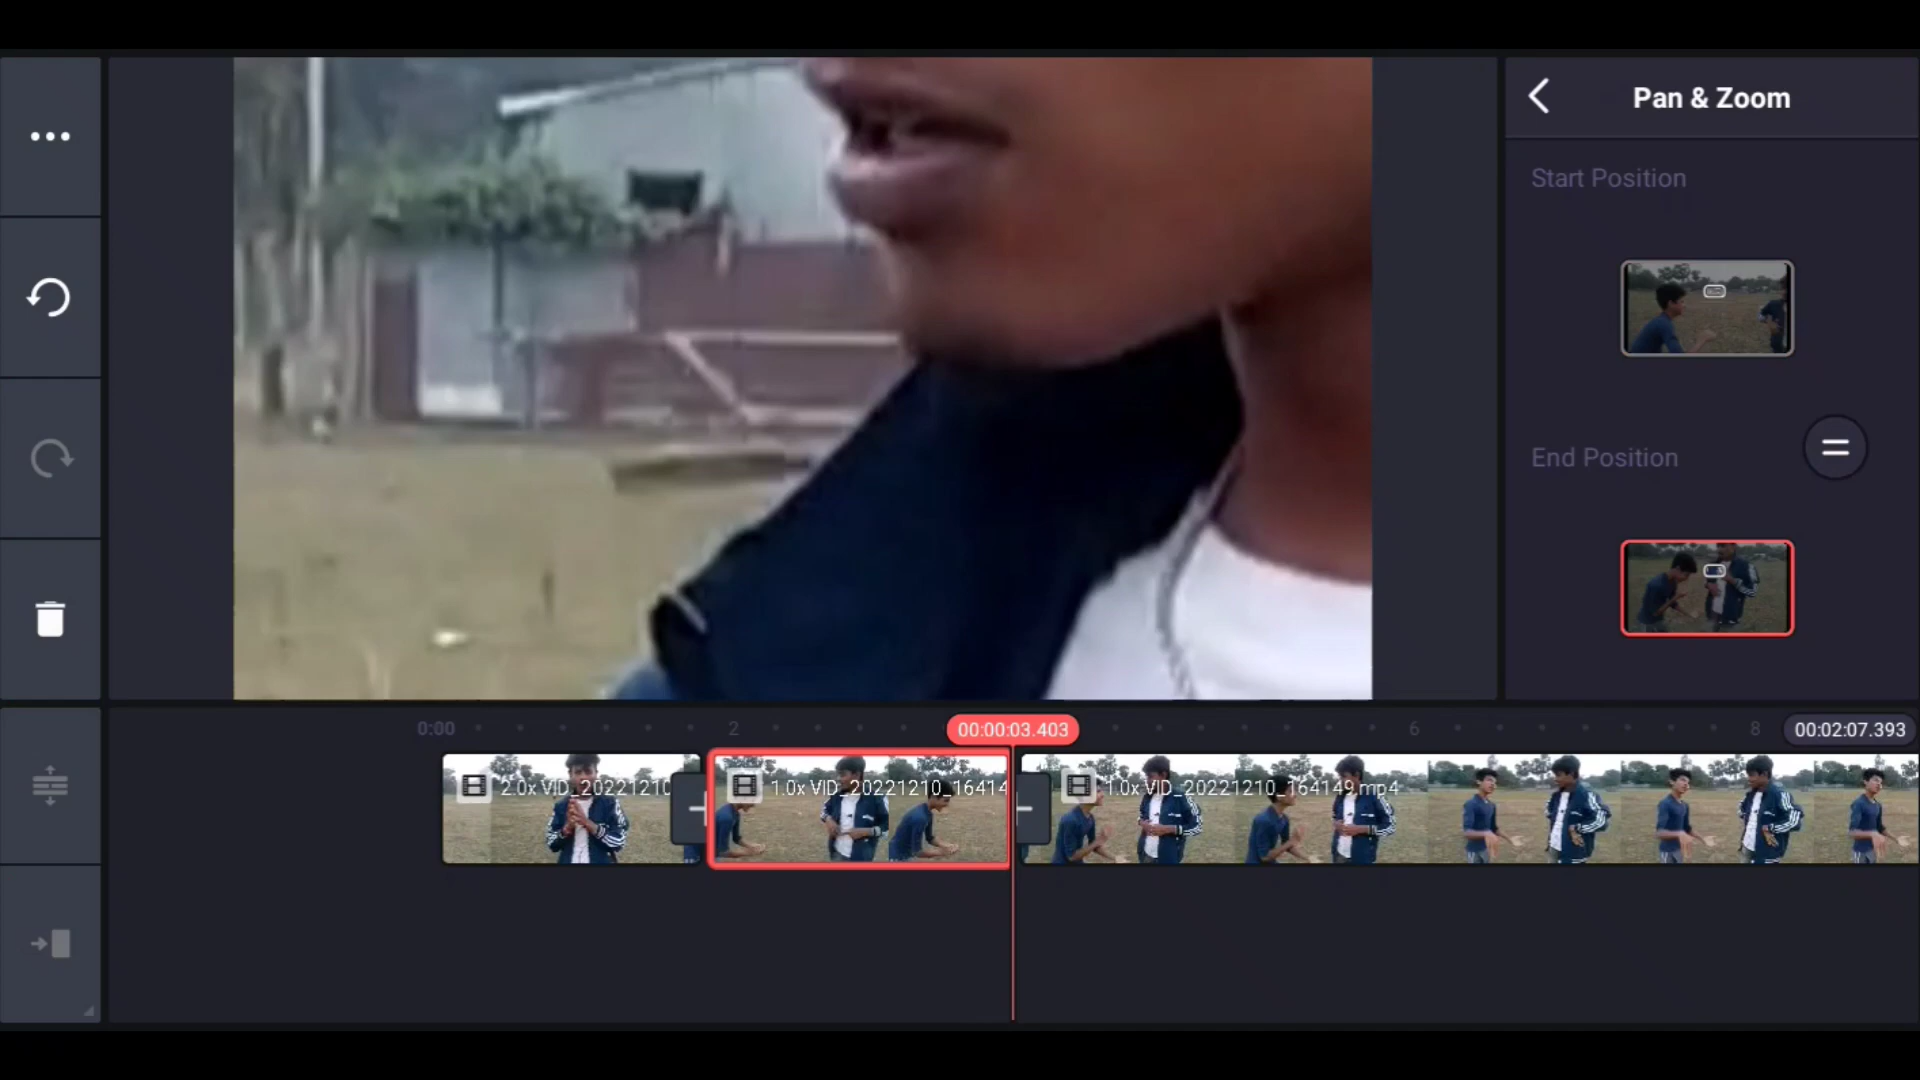 Pan & Zoom
Start Position
End Position
0:00
2
00:00:03.403
6
8
00:02:07.393
2.0x VID_20221210
1.0x VID_20221210_16414
1.0x VID_20221210_164149.mp4